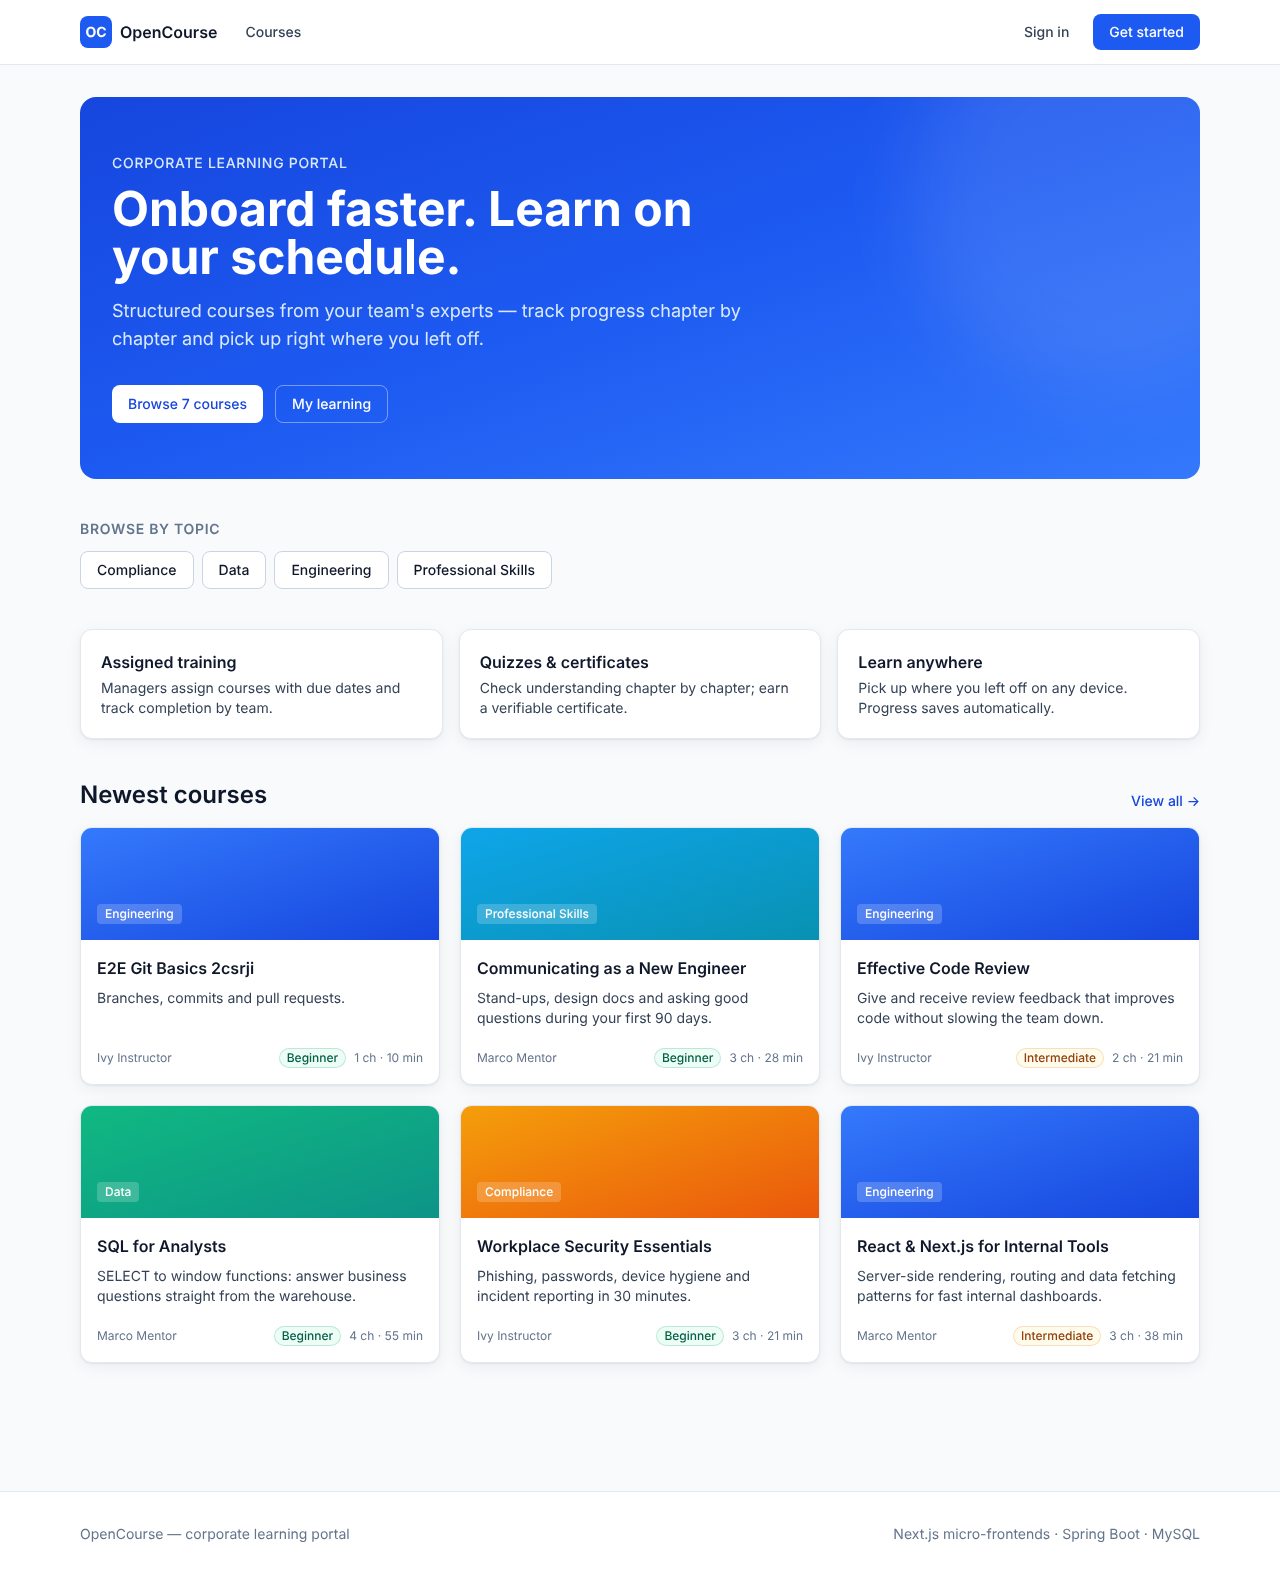 OC OpenCourse Courses Sign in Get started
CORPORATE LEARNING PORTAL
Onboard faster. Learn on
your schedule.
Structured courses from your team's experts — track progress chapter by
chapter and pick up right where you left off.
Browse 7 courses My learning
BROWSE BY TOPIC
Compliance Data Engineering Professional Skills
Assigned training
Managers assign courses with due dates and
track completion by team.
Quizzes & certificates
Check understanding chapter by chapter; earn
a verifiable certificate.
Learn anywhere
Pick up where you left off on any device.
Progress saves automatically.
Newest courses View all →
Engineering
E2E Git Basics 2csrji
Branches, commits and pull requests.
Ivy Instructor Beginner 1 ch · 10 min
Professional Skills
Communicating as a New Engineer
Stand-ups, design docs and asking good
questions during your first 90 days.
Marco Mentor Beginner 3 ch · 28 min
Engineering
Effective Code Review
Give and receive review feedback that improves
code without slowing the team down.
Ivy Instructor Intermediate 2 ch · 21 min
Data
SQL for Analysts
SELECT to window functions: answer business
questions straight from the warehouse.
Marco Mentor Beginner 4 ch · 55 min
Compliance
Workplace Security Essentials
Phishing, passwords, device hygiene and
incident reporting in 30 minutes.
Ivy Instructor Beginner 3 ch · 21 min
Engineering
React & Next.js for Internal Tools
Server-side rendering, routing and data fetching
patterns for fast internal dashboards.
Marco Mentor Intermediate 3 ch · 38 min
OpenCourse — corporate learning portal Next.js micro-frontends · Spring Boot · MySQL